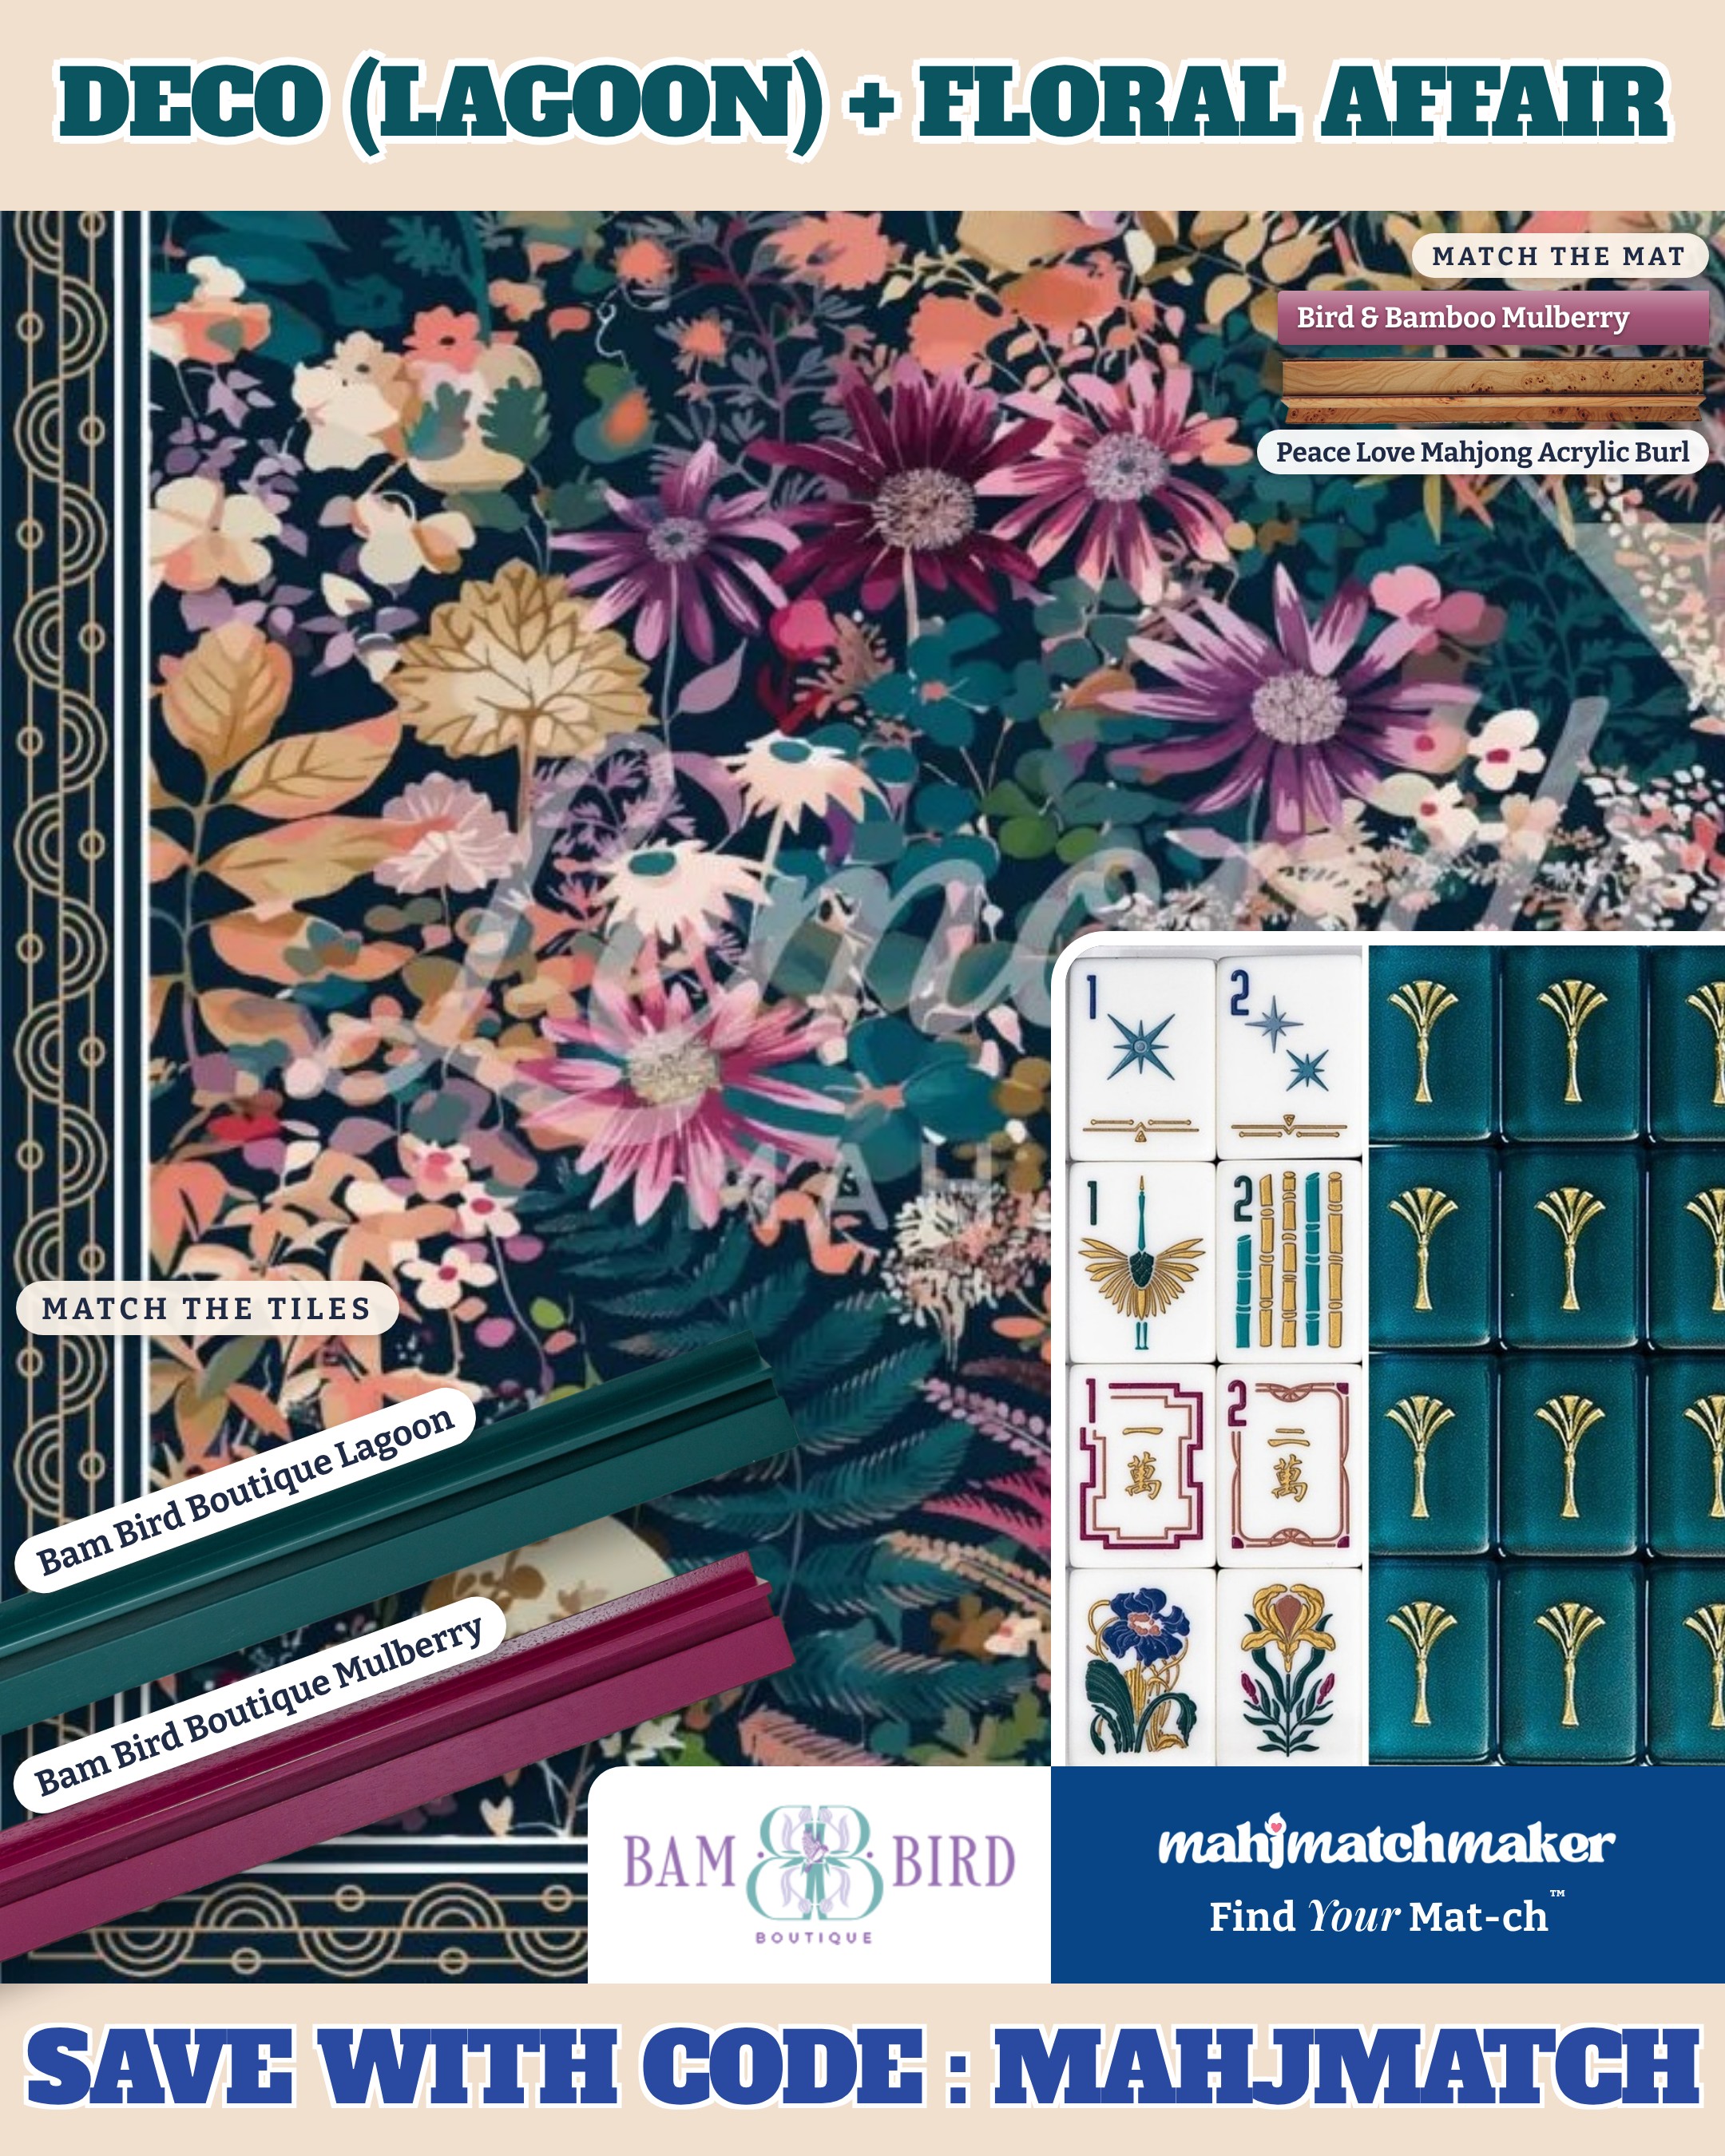 DECO (LAGOON) + FLORAL AFFAIR
MATCH THE MAT
Bird & Bamboo Mulberry
Peace Love Mahjong Acrylic Burl
MAH
1
2
1
2
1
一
萬
2
二
萬
MATCH THE TILES
Bam Bird Boutique Lagoon
Bam Bird Boutique Mulberry
BAM BIRD
BOUTIQUE
mahjmatchmaker
Find Your Mat-ch™
SAVE WITH CODE : MAHJMATCH